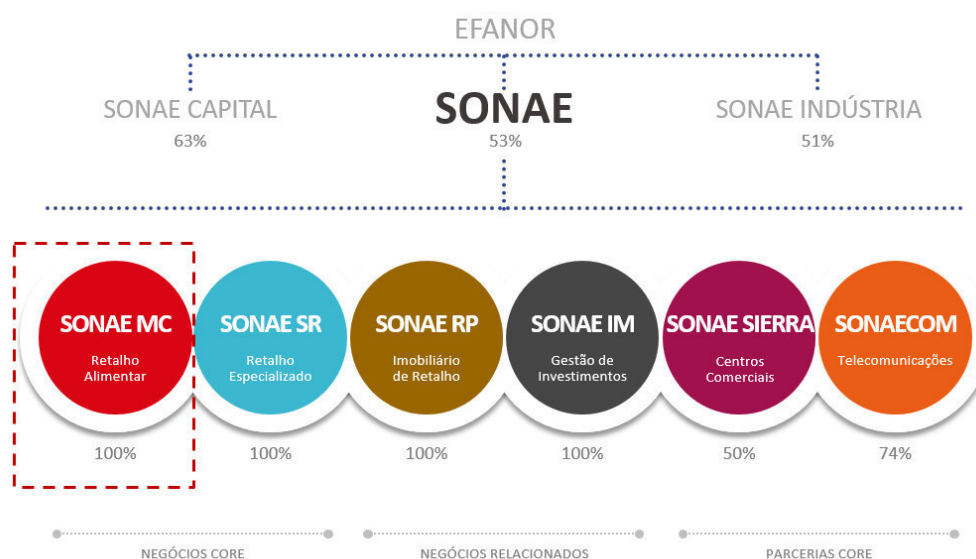 EFANOR
SONAE CAPITAL
63%
SONAE
53%
SONAE INDÚSTRIA
51%
SONAE MC
Retalho
Alimentar
100%
SONAE SR
Retalho
Especializado
100%
SONAE RP
Imobiliário
de Retalho
100%
SONAE IM
Gestão de
Investimentos
100%
SONAE SIERRA
Centros
Comerciais
50%
SONAECOM
Telecomunicações
74%
NEGÓCIOS CORE
NEGÓCIOS RELACIONADOS
PARCERIAS CORE